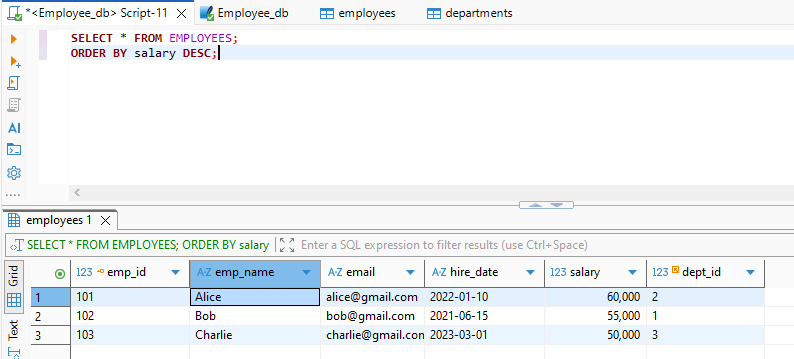 *<Employee_db> Script-11 Employee_db employees departments
SELECT * FROM EMPLOYEES;
ORDER BY salary DESC;
AI
employees 1
SELECT * FROM EMPLOYEES; ORDER BY salary Enter a SQL expression to filter results (use Ctrl+Space)
Grid
Text
123 emp_id A-Z emp_name A-Z email hire_date 123 salary 123 dept_id
1 101 Alice alice@gmail.com 2022-01-10 60,000 2
2 102 Bob bob@gmail.com 2021-06-15 55,000 1
3 103 Charlie charlie@gmail.con 2023-03-01 50,000 3